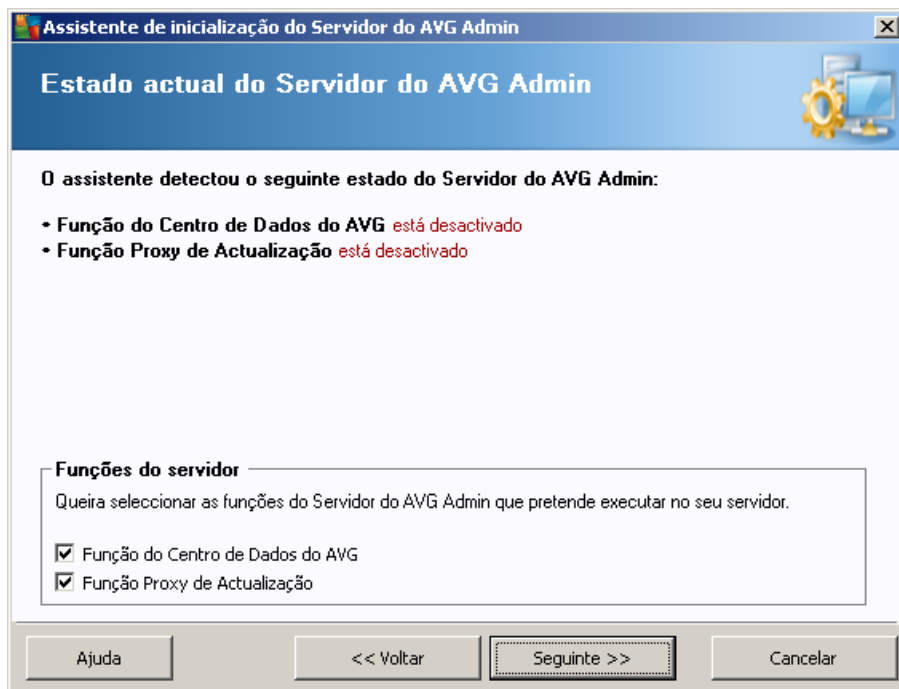 Assistente de inicialização do Servidor do AVG Admin
Estado actual do Servidor do AVG Admin
O assistente detectou o seguinte estado do Servidor do AVG Admin:
• Função do Centro de Dados do AVG está desactivado
• Função Proxy de Actualização está desactivado
Funções do servidor
Queira seleccionar as funções do Servidor do AVG Admin que pretende executar no seu servidor.
Função do Centro de Dados do AVG
Função Proxy de Actualização
Ajuda << Voltar Seguinte >> Cancelar